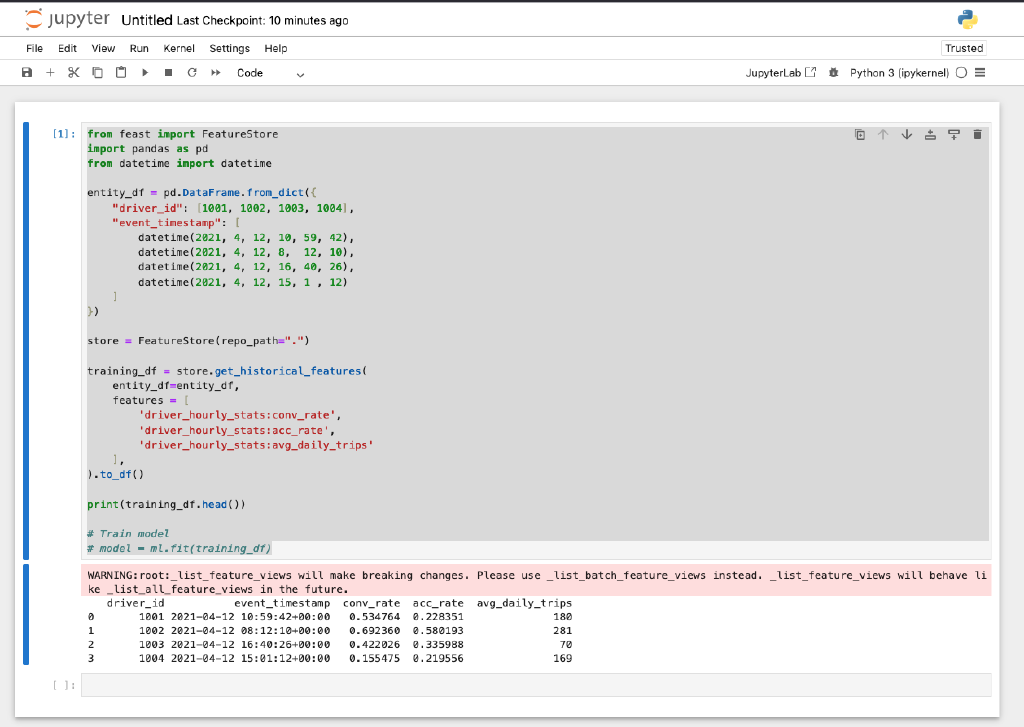 jupyter Untitled Last Checkpoint: 10 minutes ago
File Edit View Run Kernel Settings Help
Trusted
Code
JupyterLab
Python 3 (ipykernel)
[1]:
from feast import FeatureStore
import pandas as pd
from datetime import datetime
entity_df = pd.DataFrame.from_dict({
    "driver_id": [1001, 1002, 1003, 1004],
    "event_timestamp": [
        datetime(2021, 4, 12, 10, 59, 42),
        datetime(2021, 4, 12, 8,  12, 10),
        datetime(2021, 4, 12, 16, 40, 26),
        datetime(2021, 4, 12, 15, 1 , 12)
    ]
})
store = FeatureStore(repo_path=".")
training_df = store.get_historical_features(
    entity_df=entity_df,
    features = [
        'driver_hourly_stats:conv_rate',
        'driver_hourly_stats:acc_rate',
        'driver_hourly_stats:avg_daily_trips'
    ],
).to_df()
print(training_df.head())
# Train model
# model = ml.fit(training_df)
WARNING:root:_list_feature_views will make breaking changes. Please use _list_batch_feature_views instead. _list_feature_views will behave li
ke _list_all_feature_views in the future.
   driver_id           event_timestamp  conv_rate  acc_rate  avg_daily_trips
0       1001 2021-04-12 10:59:42+00:00   0.534764  0.228351              180
1       1002 2021-04-12 08:12:10+00:00   0.692360  0.580193              281
2       1003 2021-04-12 16:40:26+00:00   0.422026  0.335988               70
3       1004 2021-04-12 15:01:12+00:00   0.155475  0.219556              169
[ ]: